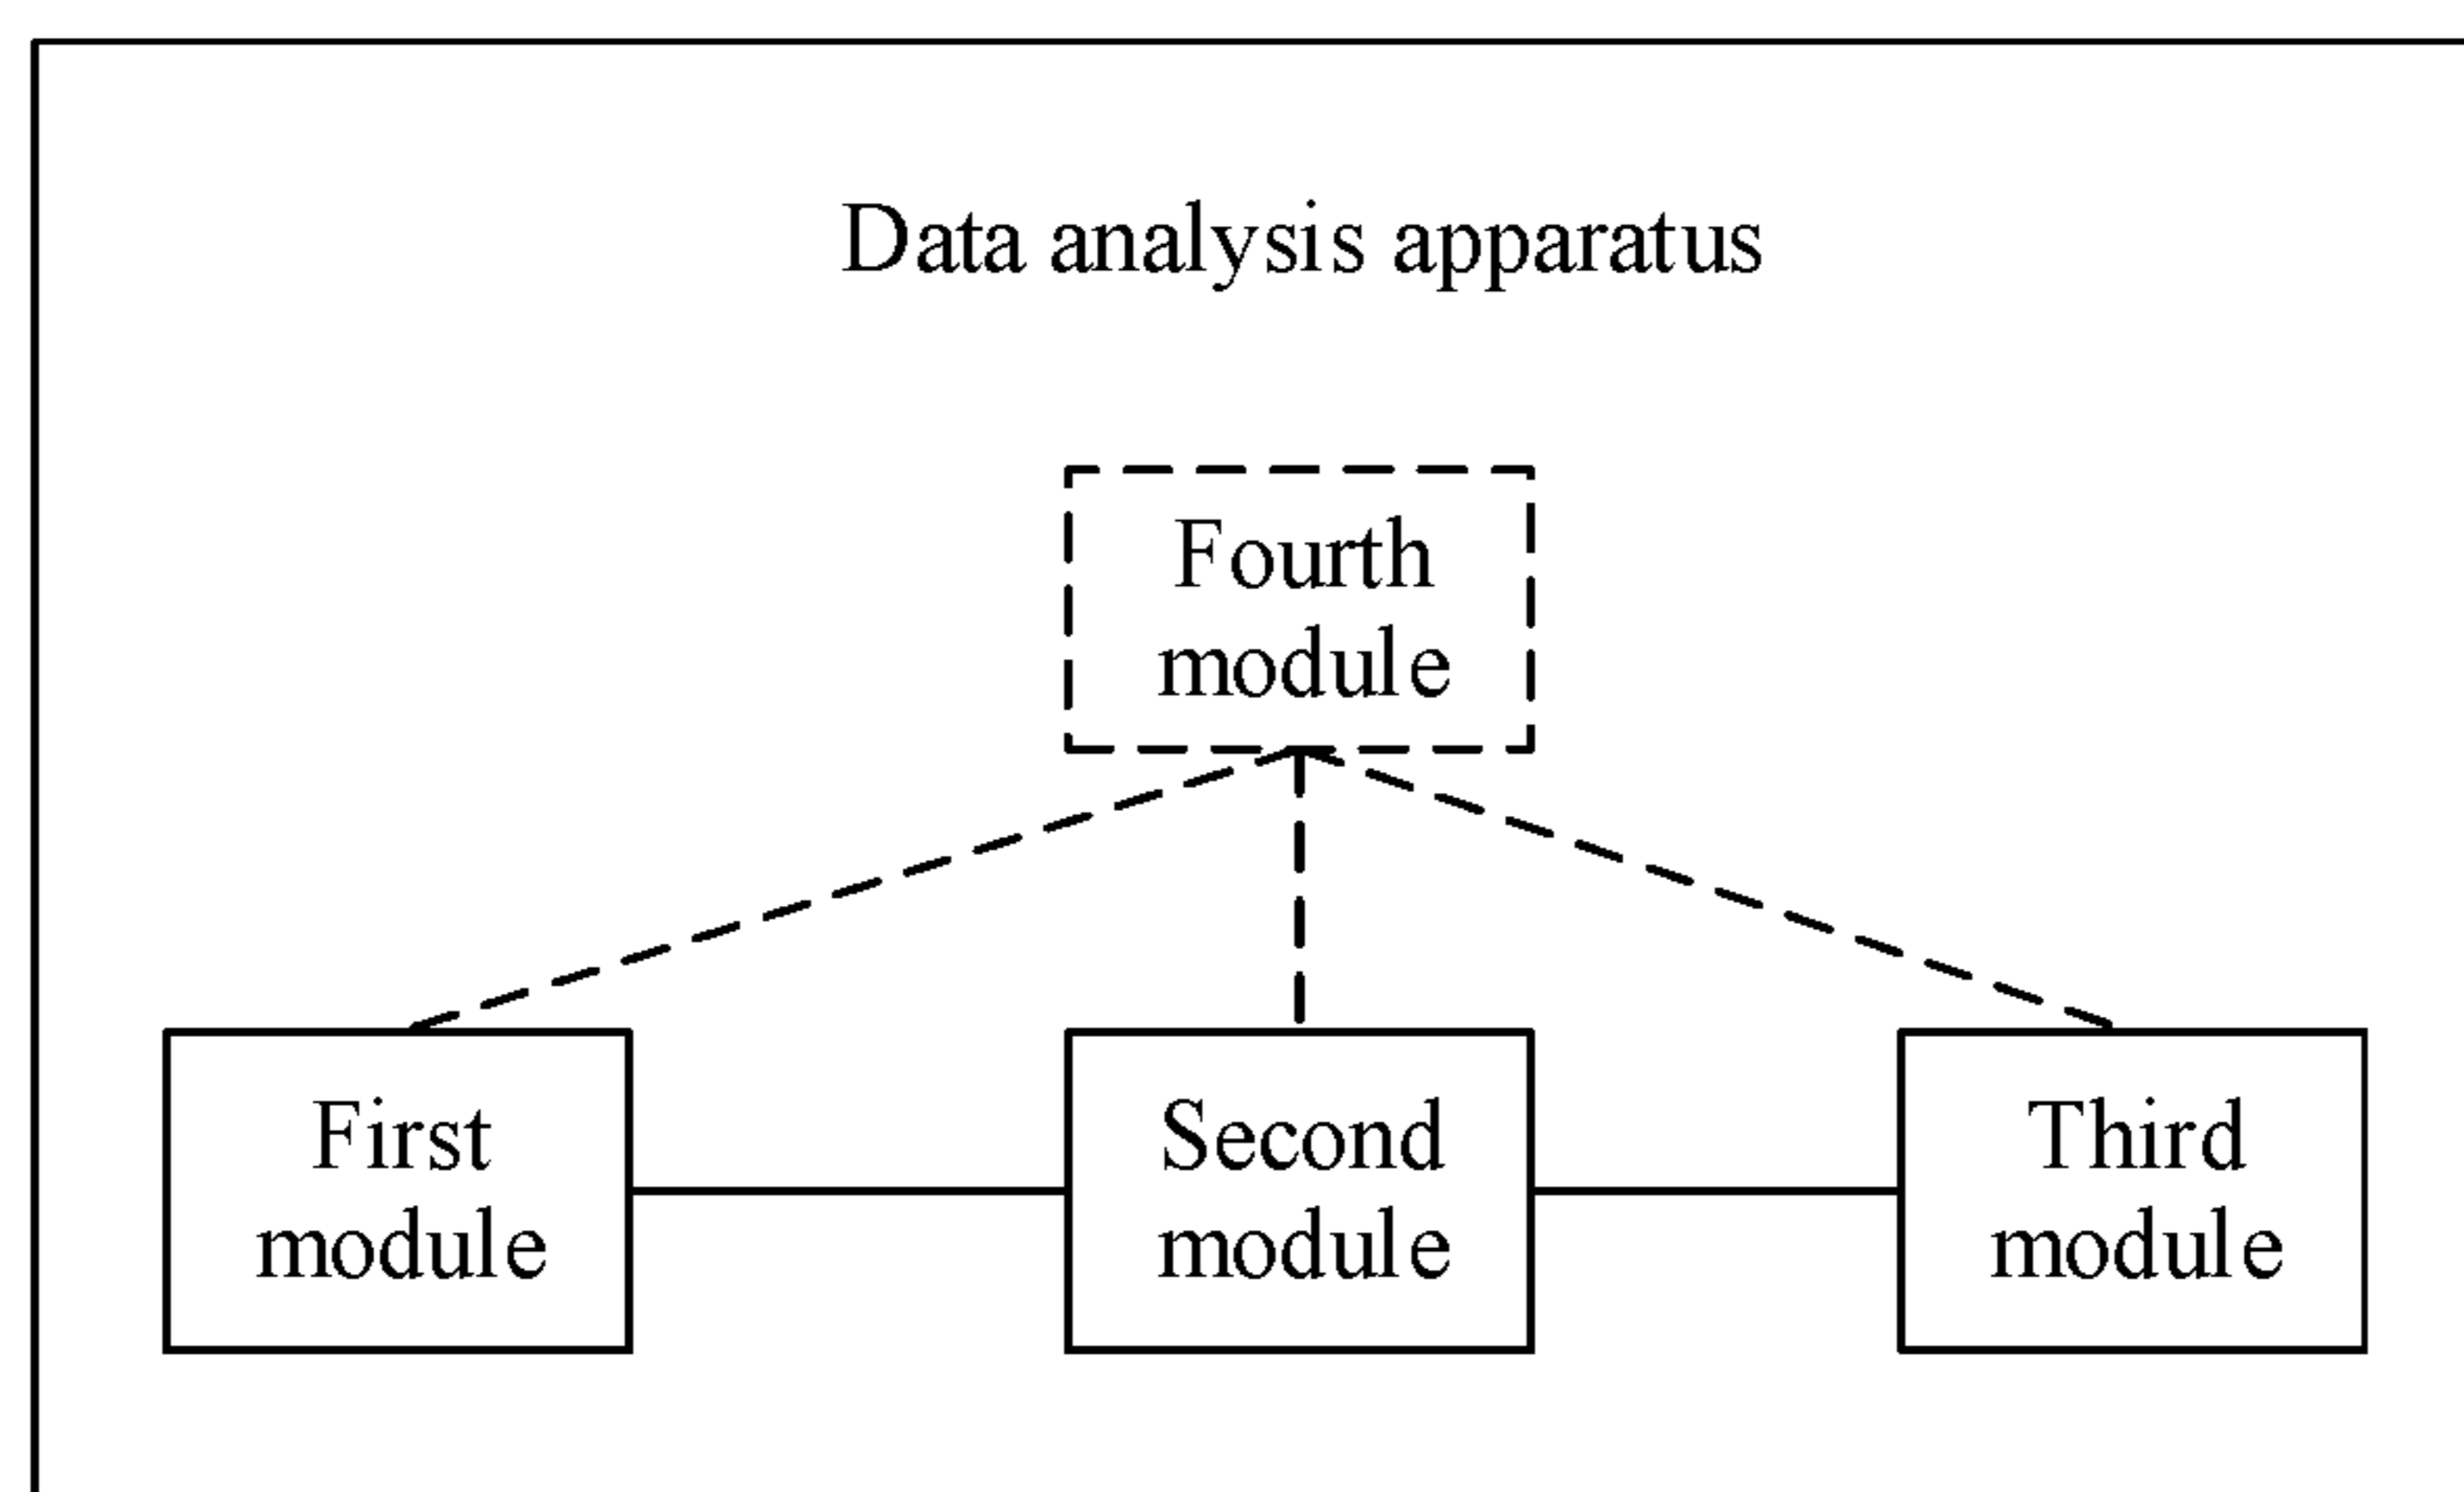 Data analysis apparatus
Fourth
module
First
module
Second
module
Third
module